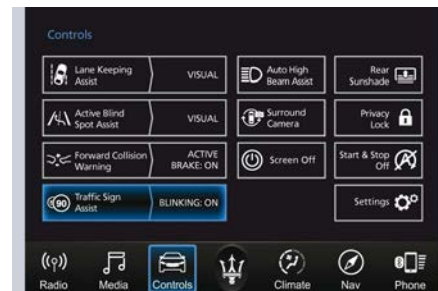 Controls
Lane Keeping
Assist
VISUAL
Auto High
Beam Assist
Rear
Sunshade
Active Blind
Spot Assist
VISUAL
Surround
Camera
Privacy
Lock
Forward Collision
Warning
ACTIVE
BRAKE: ON
Screen Off
Start & Stop
Off
90
Traffic Sign
Assist
BLINKING: ON
Settings
Radio
Media
Controls
Climate
Nav
Phone